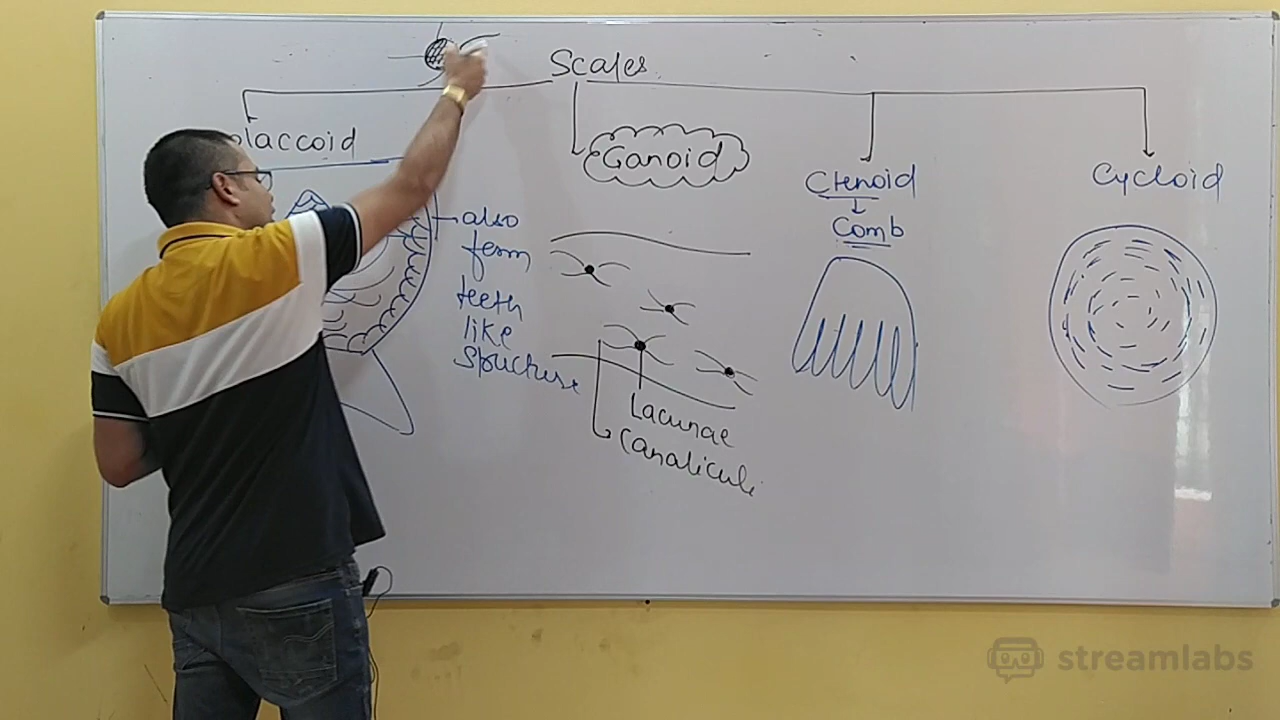 Scales
placcoid
Ganoid
Ctenoid
Comb
Cycloid
also
form
teeth
like
structure
Lacunae
Canaliculi
streamlabs